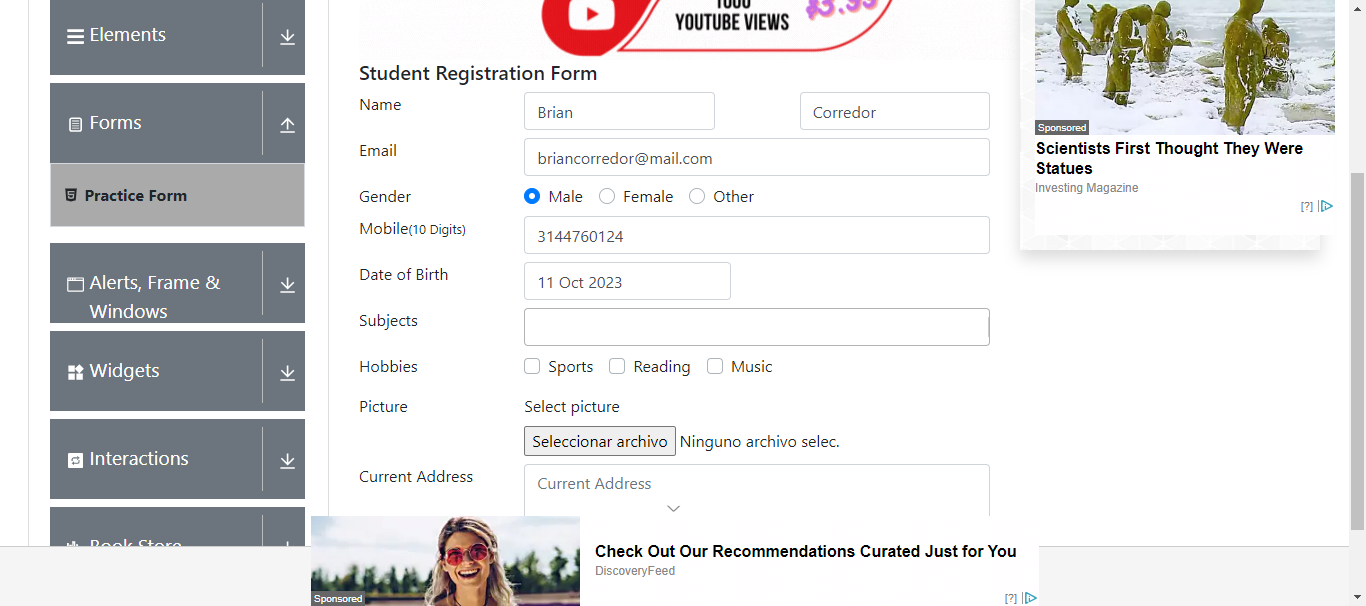 Elements
Forms
Practice Form
Alerts, Frame &
Windows
Widgets
Interactions
Book Store
1000
YOUTUBE VIEWS
$3.99
Student Registration Form
Name
Brian
Corredor
Email
briancorredor@mail.com
Gender
Male
Female
Other
Mobile(10 Digits)
3144760124
Date of Birth
11 Oct 2023
Subjects
Hobbies
Sports
Reading
Music
Picture
Select picture
Seleccionar archivo
Ninguno archivo selec.
Current Address
Current Address
Sponsored
Scientists First Thought They Were
Statues
Investing Magazine
[?]
Sponsored
Check Out Our Recommendations Curated Just for You
DiscoveryFeed
[?]